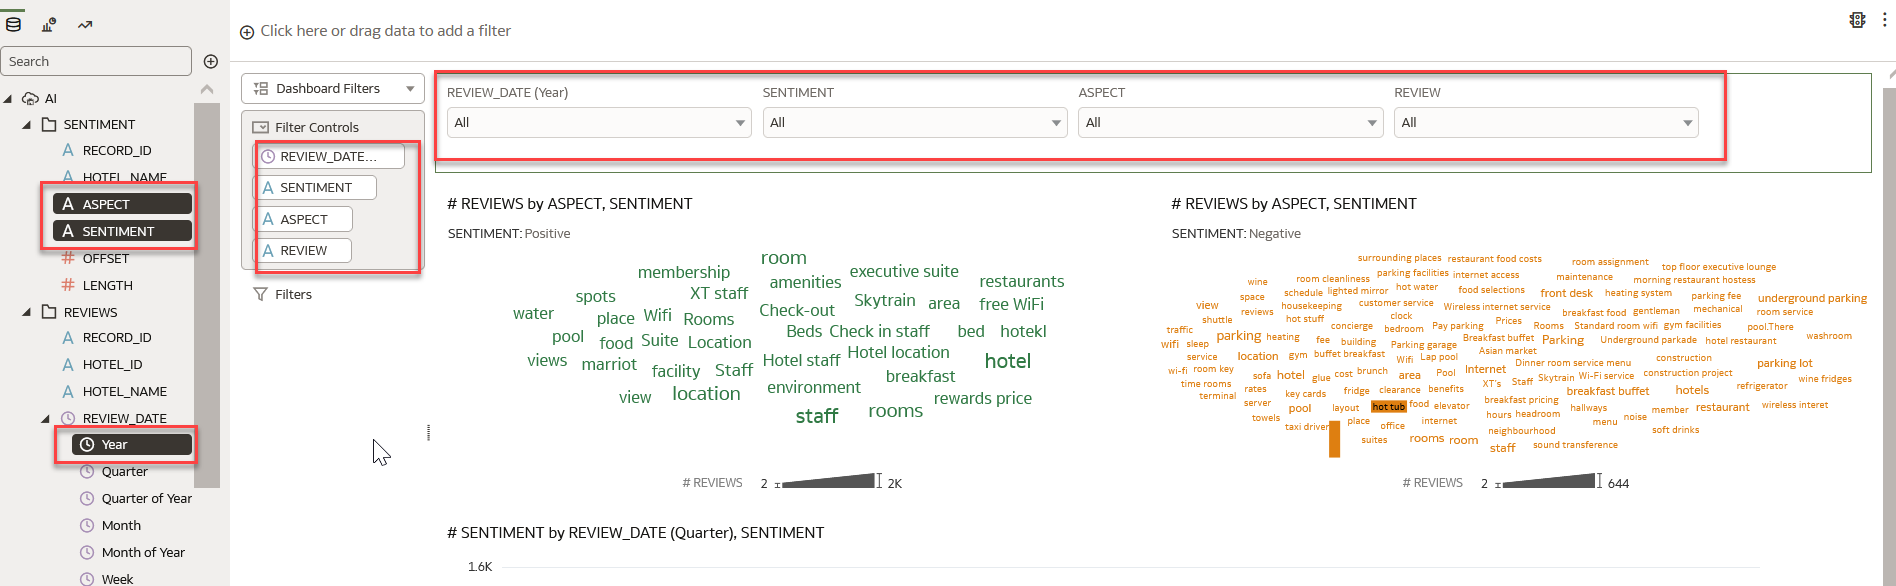 Click here or drag data to add a filter
Search
AI
SENTIMENT
RECORD_ID
HOTEL_NAME
ASPECT
SENTIMENT
OFFSET
LENGTH
REVIEWS
RECORD_ID
HOTEL_ID
HOTEL_NAME
REVIEW_DATE
Year
Quarter
Quarter of Year
Month
Month of Year
Week
Dashboard Filters
Filter Controls
REVIEW_DATE...
SENTIMENT
ASPECT
REVIEW
Filters
REVIEW_DATE (Year) SENTIMENT ASPECT REVIEW
All All All All
# REVIEWS by ASPECT, SENTIMENT
SENTIMENT: Positive
room
membership amenities executive suite restaurants
spots XT staff Skytrain area free WiFi
water place Wifi Rooms Check-out
pool food Suite Location Beds Check in staff bed hotekl
views marriot facility Staff Hotel staff Hotel location hotel
view location environment breakfast
staff rooms rewards price
# REVIEWS 2 2K
# REVIEWS by ASPECT, SENTIMENT
SENTIMENT: Negative
surrounding places restaurant food costs room assignment top floor executive lounge
wine room cleanliness parking facilities internet access maintenance morning restaurant hostess
space schedule lighted mirror hot water food selections front desk heating system parking fee underground parking
view reviews housekeeping customer service Wireless internet service breakfast food gentleman mechanical room service
shuttle hot stuff clock
traffic parking heating concierge bedroom Pay parking Prices Rooms Standard room wifi gym facilities pool.There washroom
wifi sleep fee building Parking garage Breakfast buffet Parking Underground parkade hotel restaurant
service location gym buffet breakfast Wifi Lap pool Asian market construction parking lot
wi-fi room key sofa hotel glue cost brunch area Pool Internet Dinner room service menu construction project wine fridges
time rooms rates fridge clearance benefits XT's Staff Skytrain Wi-Fi service breakfast buffet hotels refrigerator
terminal server key cards pool layout hot tub food elevator breakfast pricing hallways member restaurant wireless interet
towels taxi driver place office internet hours headroom menu noise soft drinks
suites rooms room neighbourhood
staff sound transference
# REVIEWS 2 644
# SENTIMENT by REVIEW_DATE (Quarter), SENTIMENT
1.6K